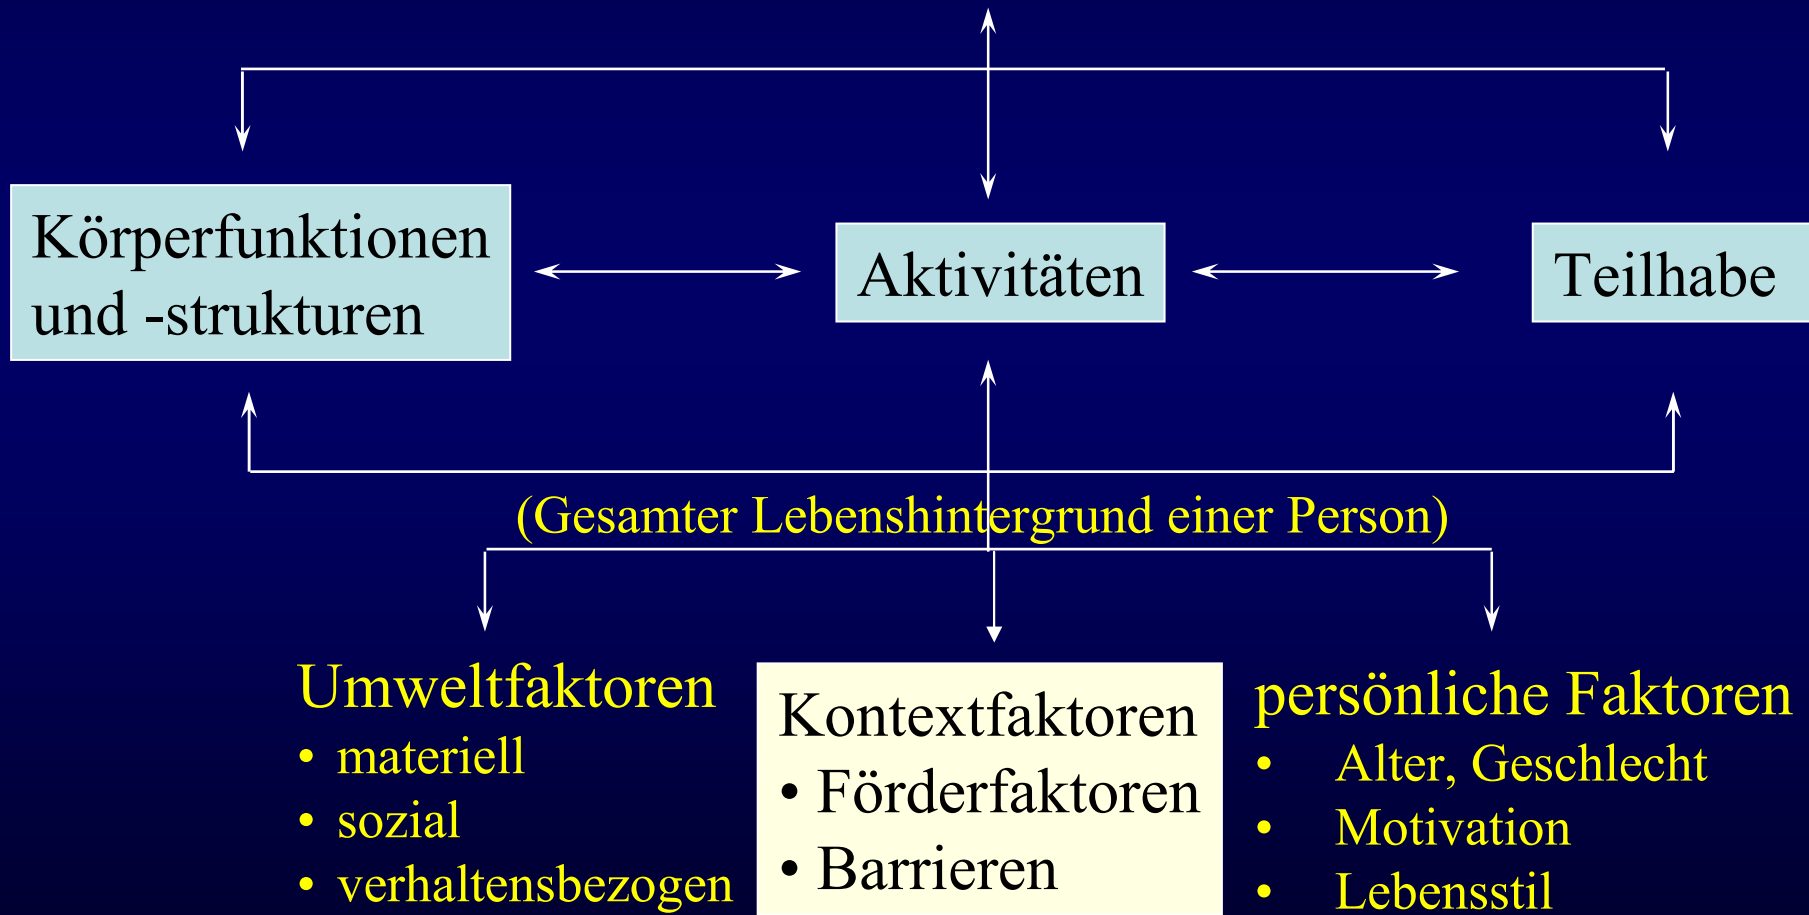 Körperfunktionen
und -strukturen
Aktivitäten
Teilhabe
(Gesamter Lebenshintergrund einer Person)
Umweltfaktoren
• materiell
• sozial
• verhaltensbezogen
Kontextfaktoren
• Förderfaktoren
• Barrieren
persönliche Faktoren
• Alter, Geschlecht
• Motivation
• Lebensstil